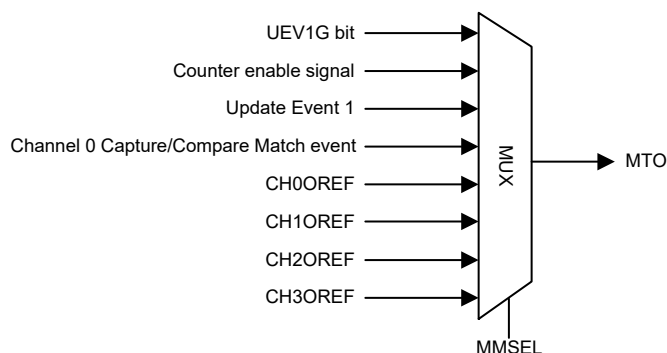 UEV1G bit
Counter enable signal
Update Event 1
Channel 0 Capture/Compare Match event
CH0OREF
CH1OREF
CH2OREF
CH3OREF
MUX
MTO
MMSEL